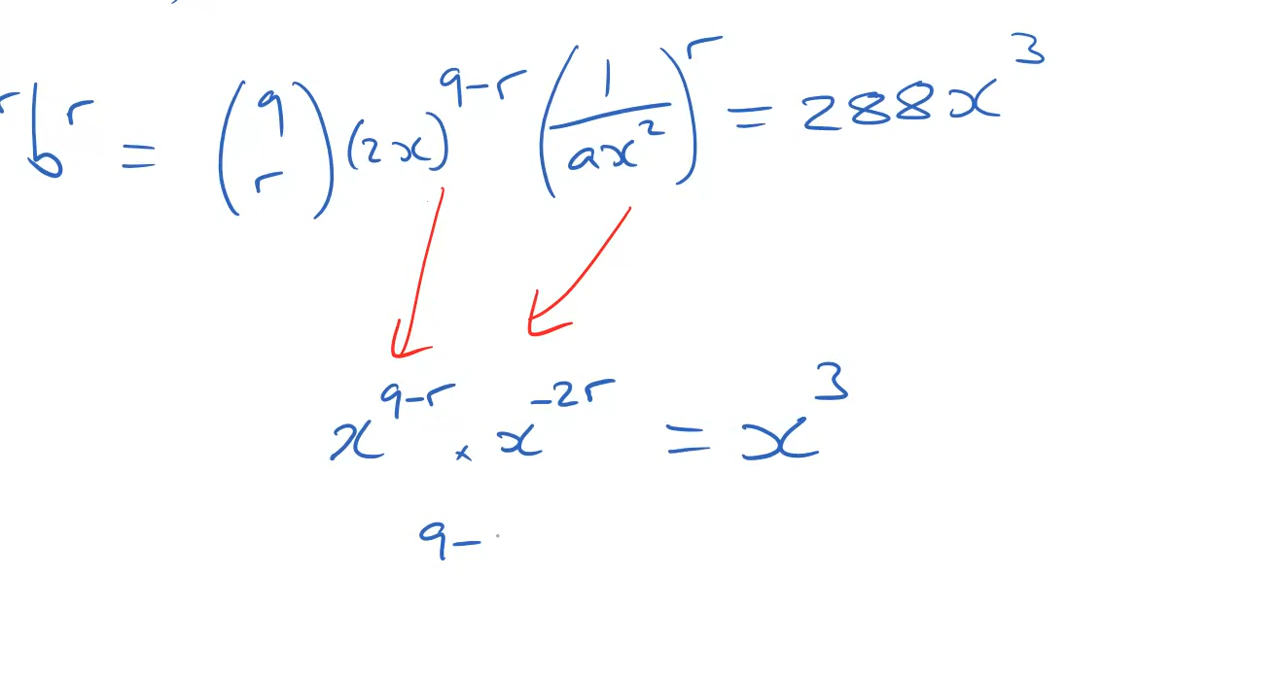 r b^r = (9 r) (2x)^{9-r} (1/ax^2)^r = 288x^3
x^{9-r} × x^{-2r} = x^3
9-